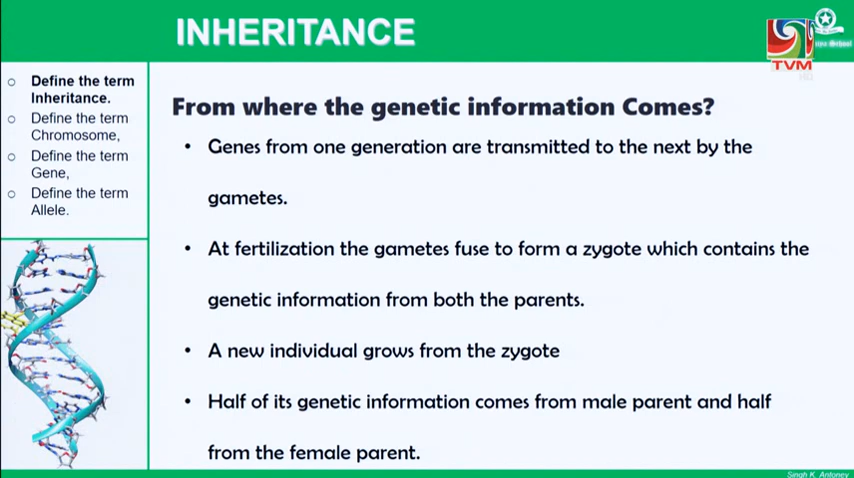 INHERITANCE
TVM
HD
○ Define the term
Inheritance.
○ Define the term
Chromosome,
○ Define the term
Gene,
○ Define the term
Allele.
From where the genetic information Comes?
• Genes from one generation are transmitted to the next by the
gametes.
• At fertilization the gametes fuse to form a zygote which contains the
genetic information from both the parents.
• A new individual grows from the zygote
• Half of its genetic information comes from male parent and half
from the female parent.
Singh K. Antoney